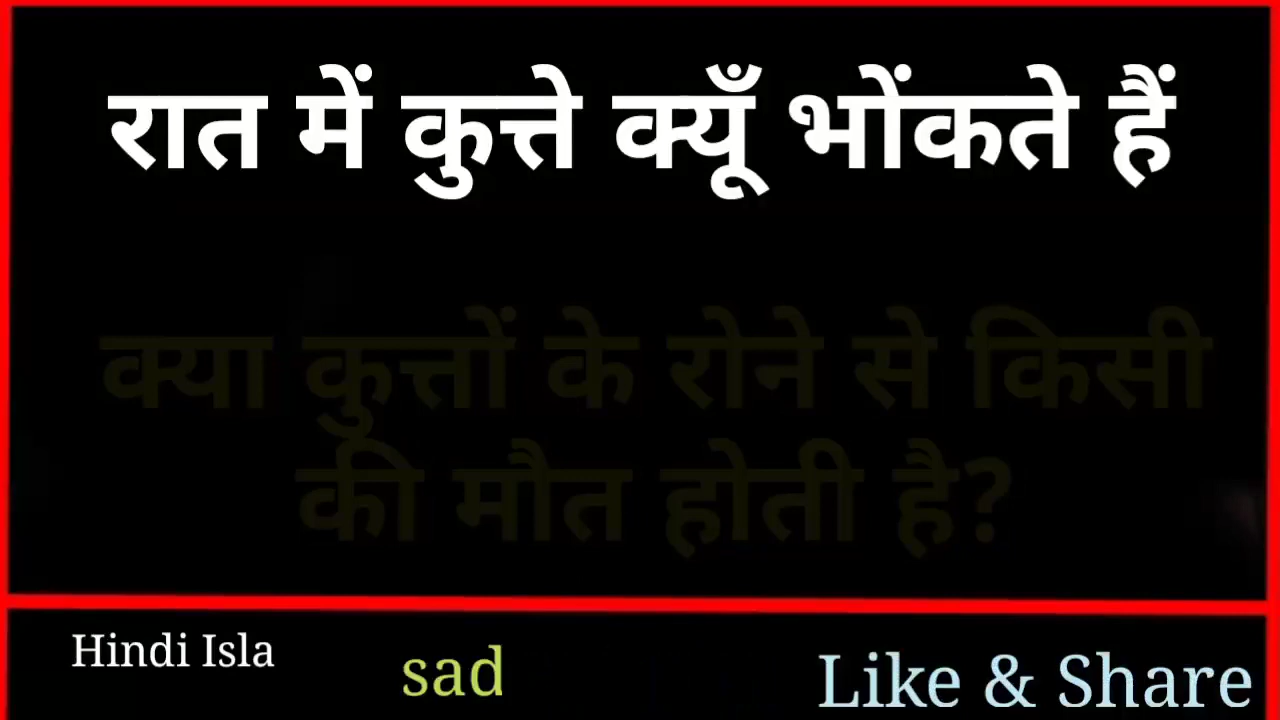 रात में कुत्ते क्यूँ भोंकते हैं
क्या कुत्तों के रोने से किसी
की मौत होती है?
Hindi Isla
sad
Like & Share